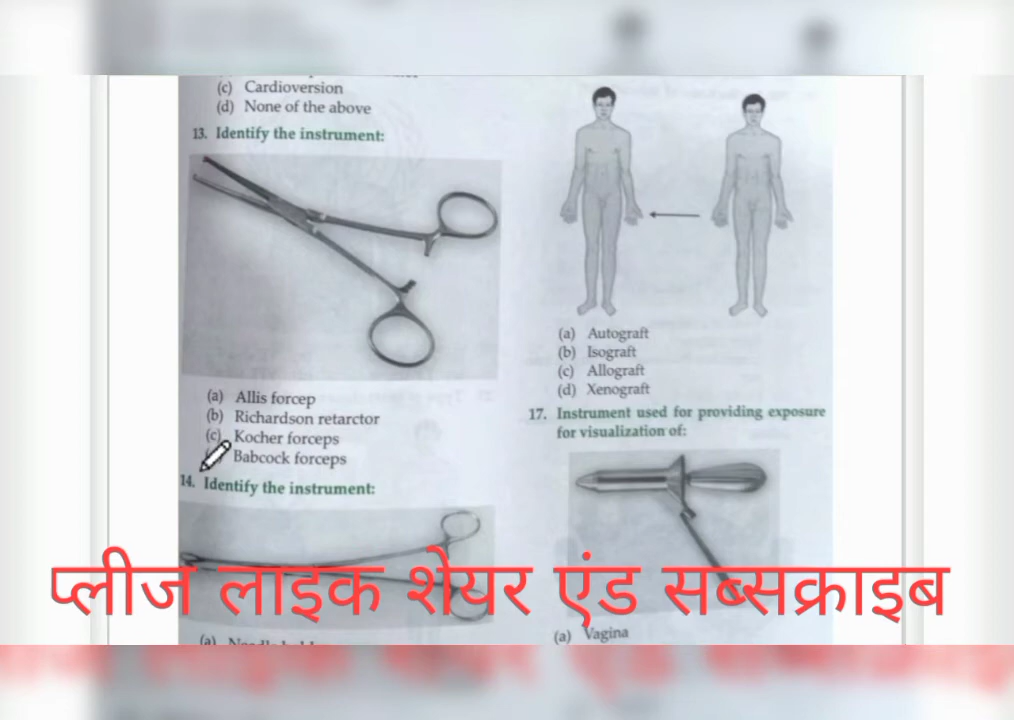 (c) Cardioversion
(d) None of the above
13. Identify the instrument:
(a) Allis forcep
(b) Richardson retarctor
(c) Kocher forceps
Babcock forceps
14. Identify the instrument:
(a)
(a) Autograft
(b) Isograft
(c) Allograft
(d) Xenograft
17. Instrument used for providing exposure
for visualization of:
(a) Vagina
प्लीज लाइक शेयर एंड सब्सक्राइब